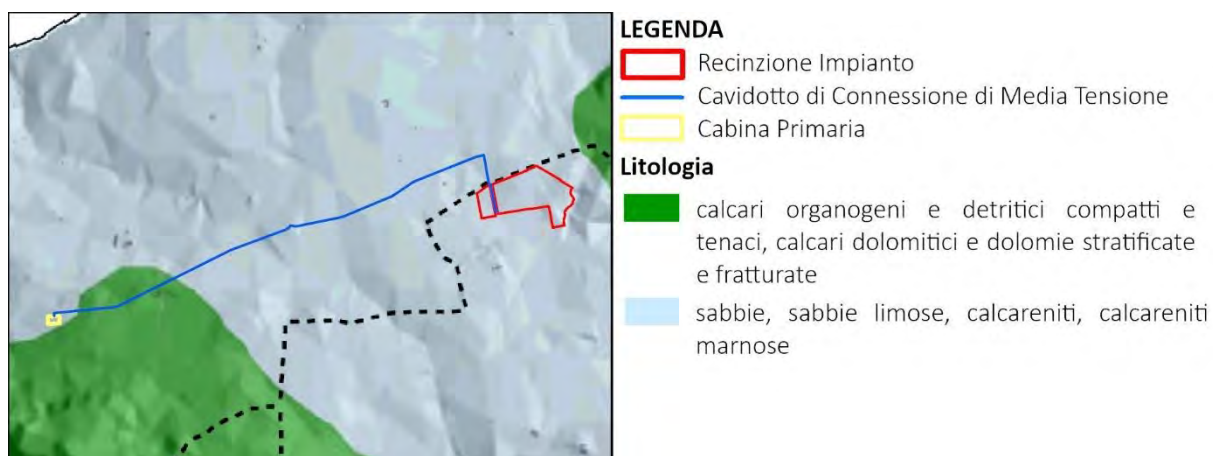 LEGENDA
Recinzione Impianto
Cavidotto di Connessione di Media Tensione
Cabina Primaria
Litologia
calcari organogeni e detritici compatti e
tenaci, calcari dolomitici e dolomie stratificate
e fratturate
sabbie, sabbie limose, calcareniti, calcareniti
marnose